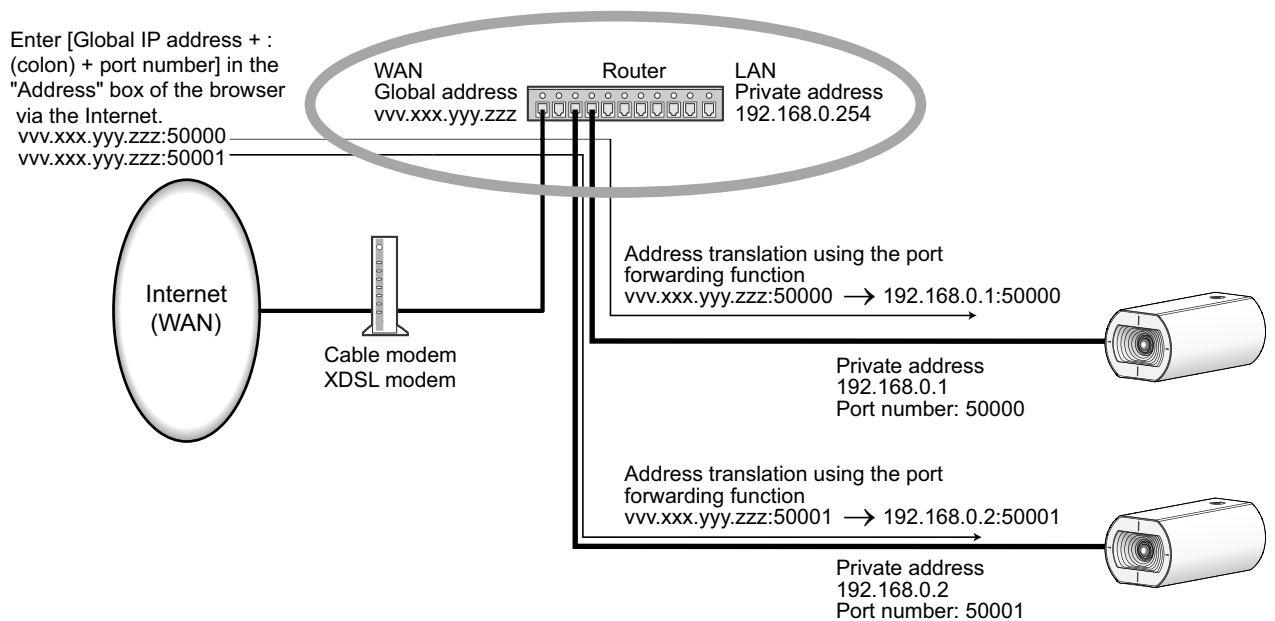 Enter [Global IP address + :
(colon) + port number] in the
"Address" box of the browser
via the Internet.
vvv.xxx.yyy.zzz:50000
vvv.xxx.yyy.zzz:50001
WAN
Global address
vvv.xxx.yyy.zzz
Router
LAN
Private address
192.168.0.254
Internet
(WAN)
Cable modem
XDSL modem
Address translation using the port
forwarding function
vvv.xxx.yyy.zzz:50000 → 192.168.0.1:50000
Private address
192.168.0.1
Port number: 50000
Address translation using the port
forwarding function
vvv.xxx.yyy.zzz:50001 → 192.168.0.2:50001
Private address
192.168.0.2
Port number: 50001